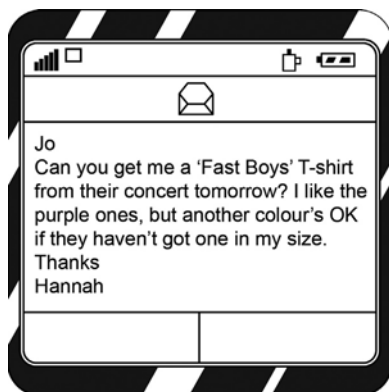 Jo
Can you get me a ‘Fast Boys’ T-shirt
from their concert tomorrow? I like the
purple ones, but another colour’s OK
if they haven’t got one in my size.
Thanks
Hannah